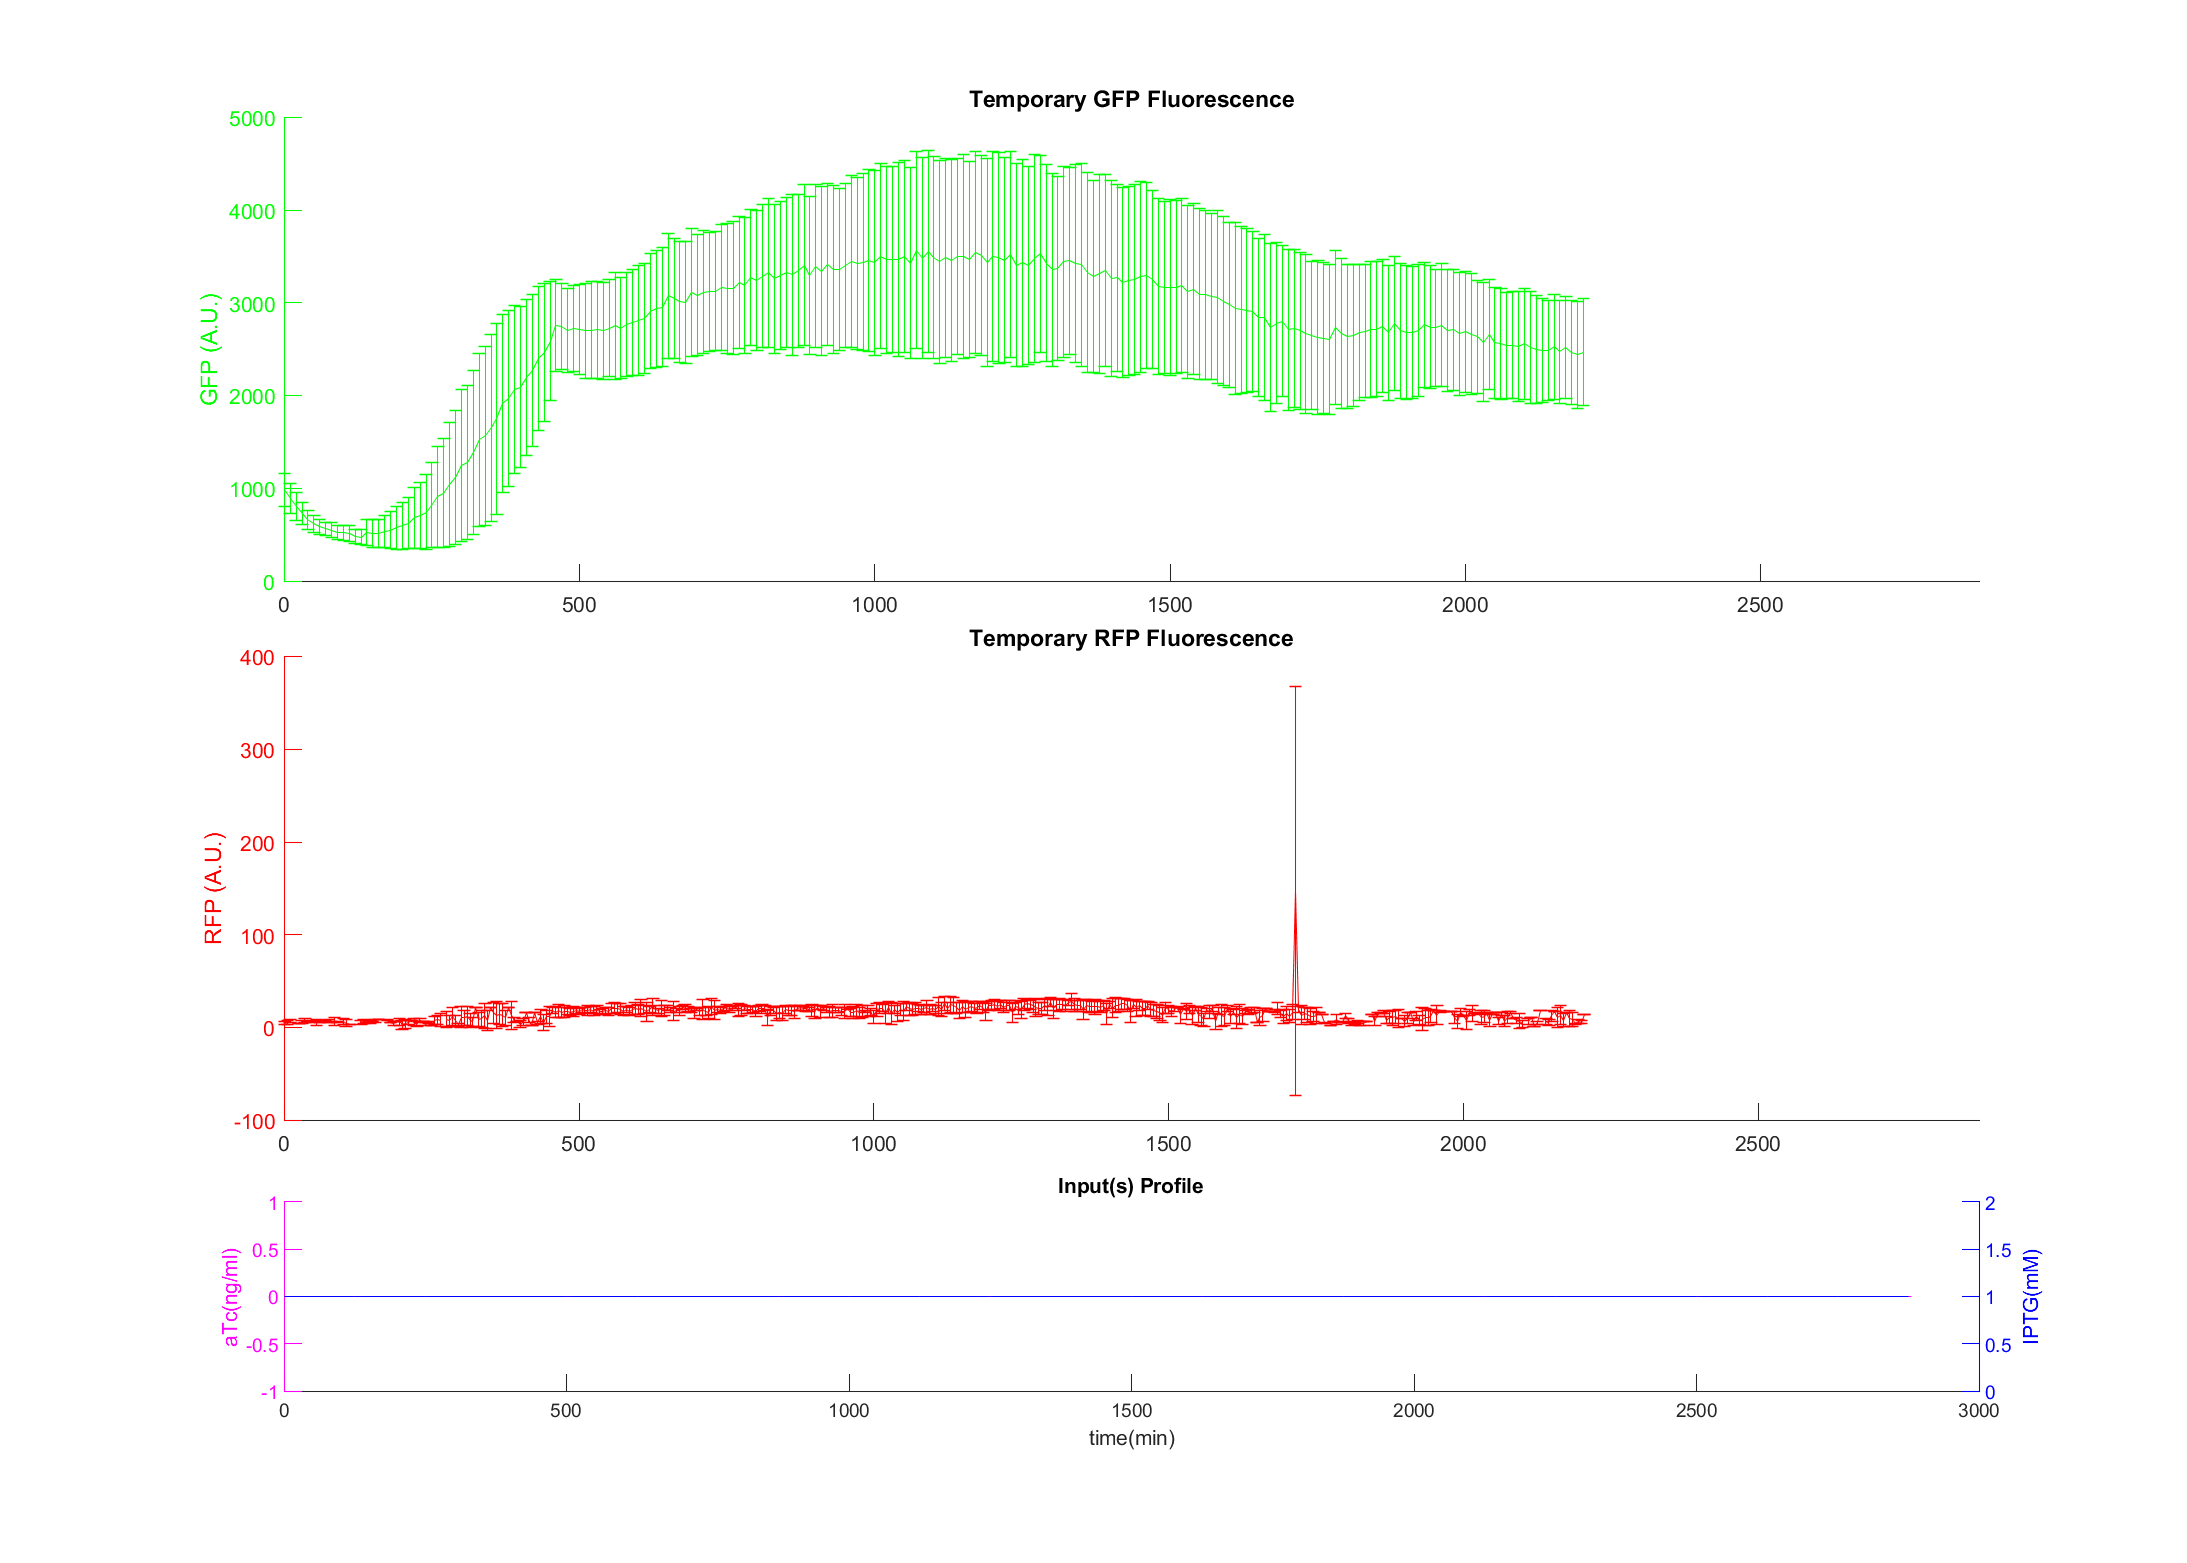 Temporary GFP Fluorescence
5000
4000
3000
2000
1000
0
GFP (A.U.)
0 500 1000 1500 2000 2500
Temporary RFP Fluorescence
400
300
200
100
0
-100
RFP (A.U.)
0 500 1000 1500 2000 2500
Input(s) Profile
1 2
0.5 1.5
0 1
-0.5 0.5
-1 0
aTc(ng/ml)
IPTG(mM)
0 500 1000 1500 2000 2500 3000
time(min)